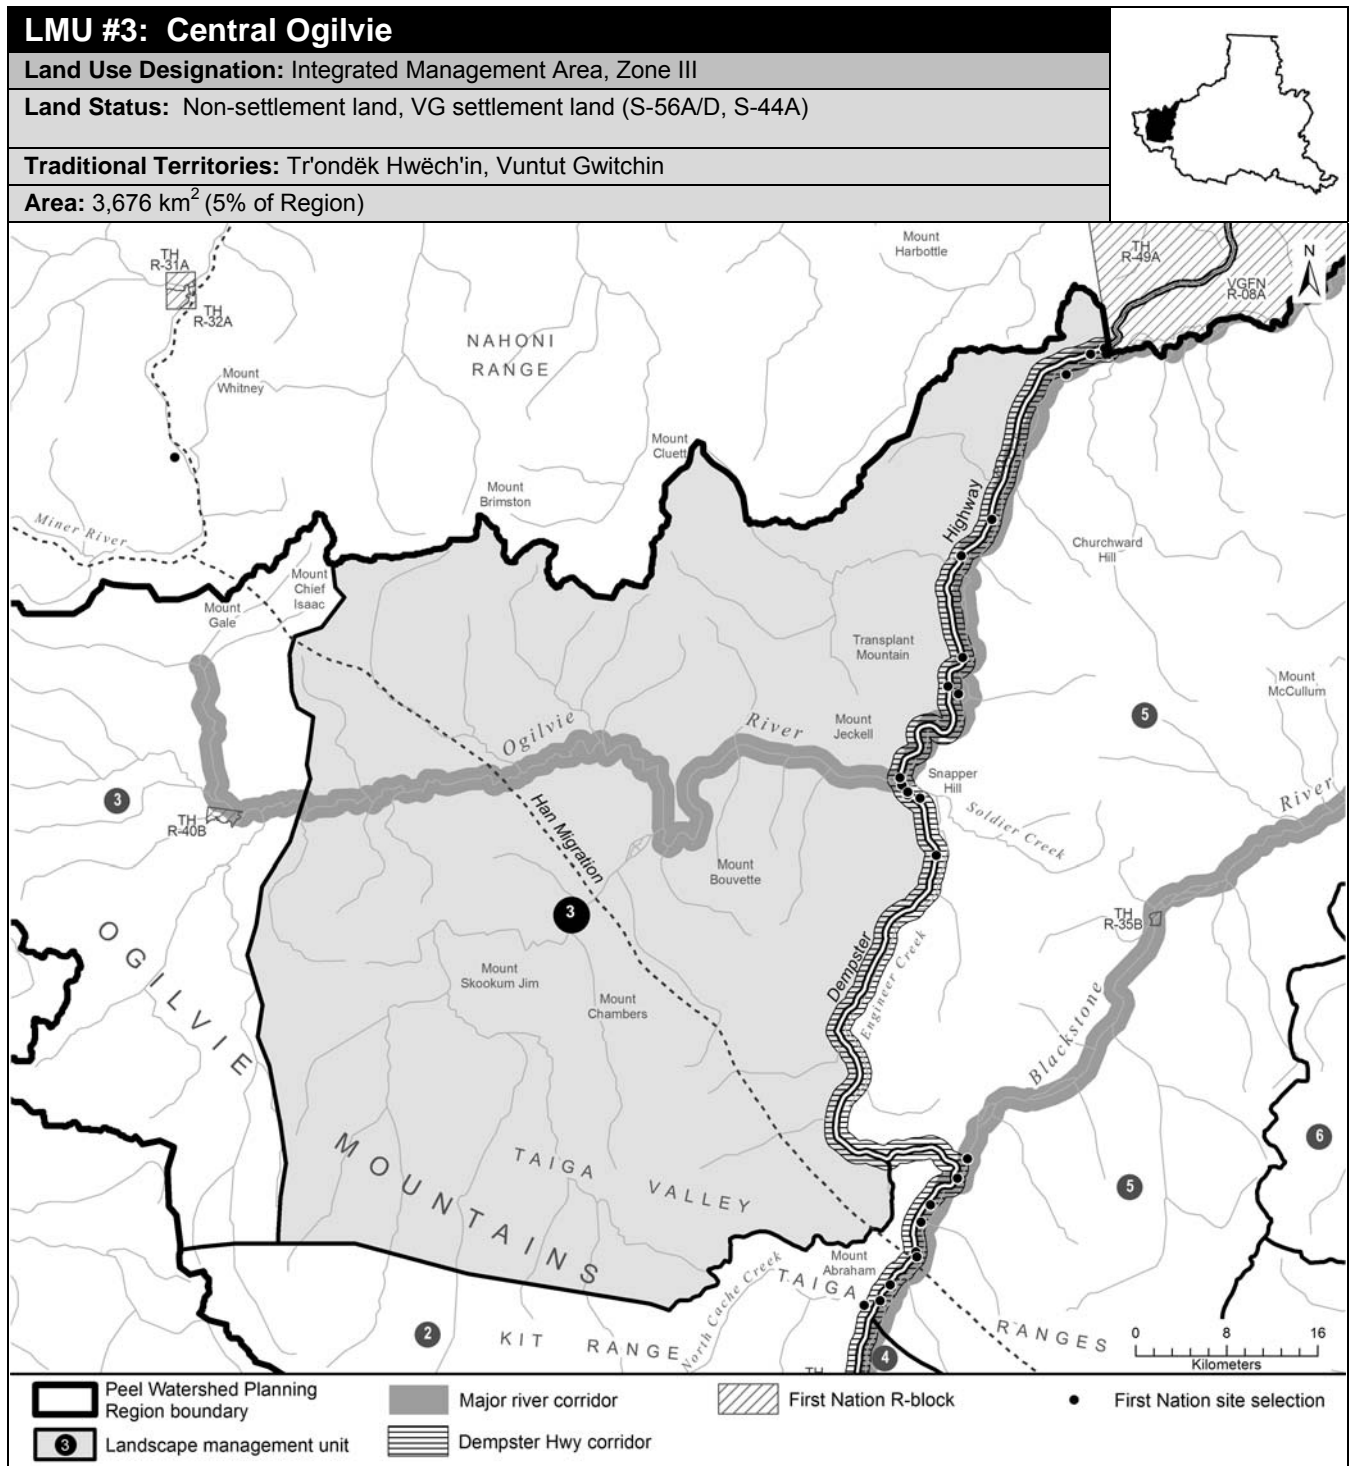 LMU #3: Central Ogilvie
Land Use Designation: Integrated Management Area, Zone III
Land Status: Non-settlement land, VG settlement land (S-56A/D, S-44A)
Traditional Territories: Tr'ondëk Hwëch'in, Vuntut Gwitchin
Area: 3,676 km2 (5% of Region)
Mount
Harbottle
TH
R-49A
N
VGFN
R-08A
TH
R-31A
TH
R-32A
NAHONI
RANGE
Mount
Whitney
Mount
Cluett
Mount
Brimston
Highway
Miner River
Churchward
Hill
Mount
Chief
Isaac
Mount
Gale
Transplant
Mountain
Mount
McCullum
5
Ogilvie
River
Mount
Jeckell
Snapper
Hill
3
TH
R-40B
Han Migration
Soldier Creek
River
Mount
Bouvette
3
TH
R-35B
OGILVIE
MOUNTAINS
Mount
Skookum Jim
Mount
Chambers
Dempster
Engineer Creek
Blackstone
6
5
TAIGA
VALLEY
Mount
Abraham
North Cache Creek
TAIGA
RANGES
2
KIT RANGE
4
TH
0 8 16
Kilometers
Peel Watershed Planning
Region boundary
3 Landscape management unit
Major river corridor
Dempster Hwy corridor
First Nation R-block
First Nation site selection